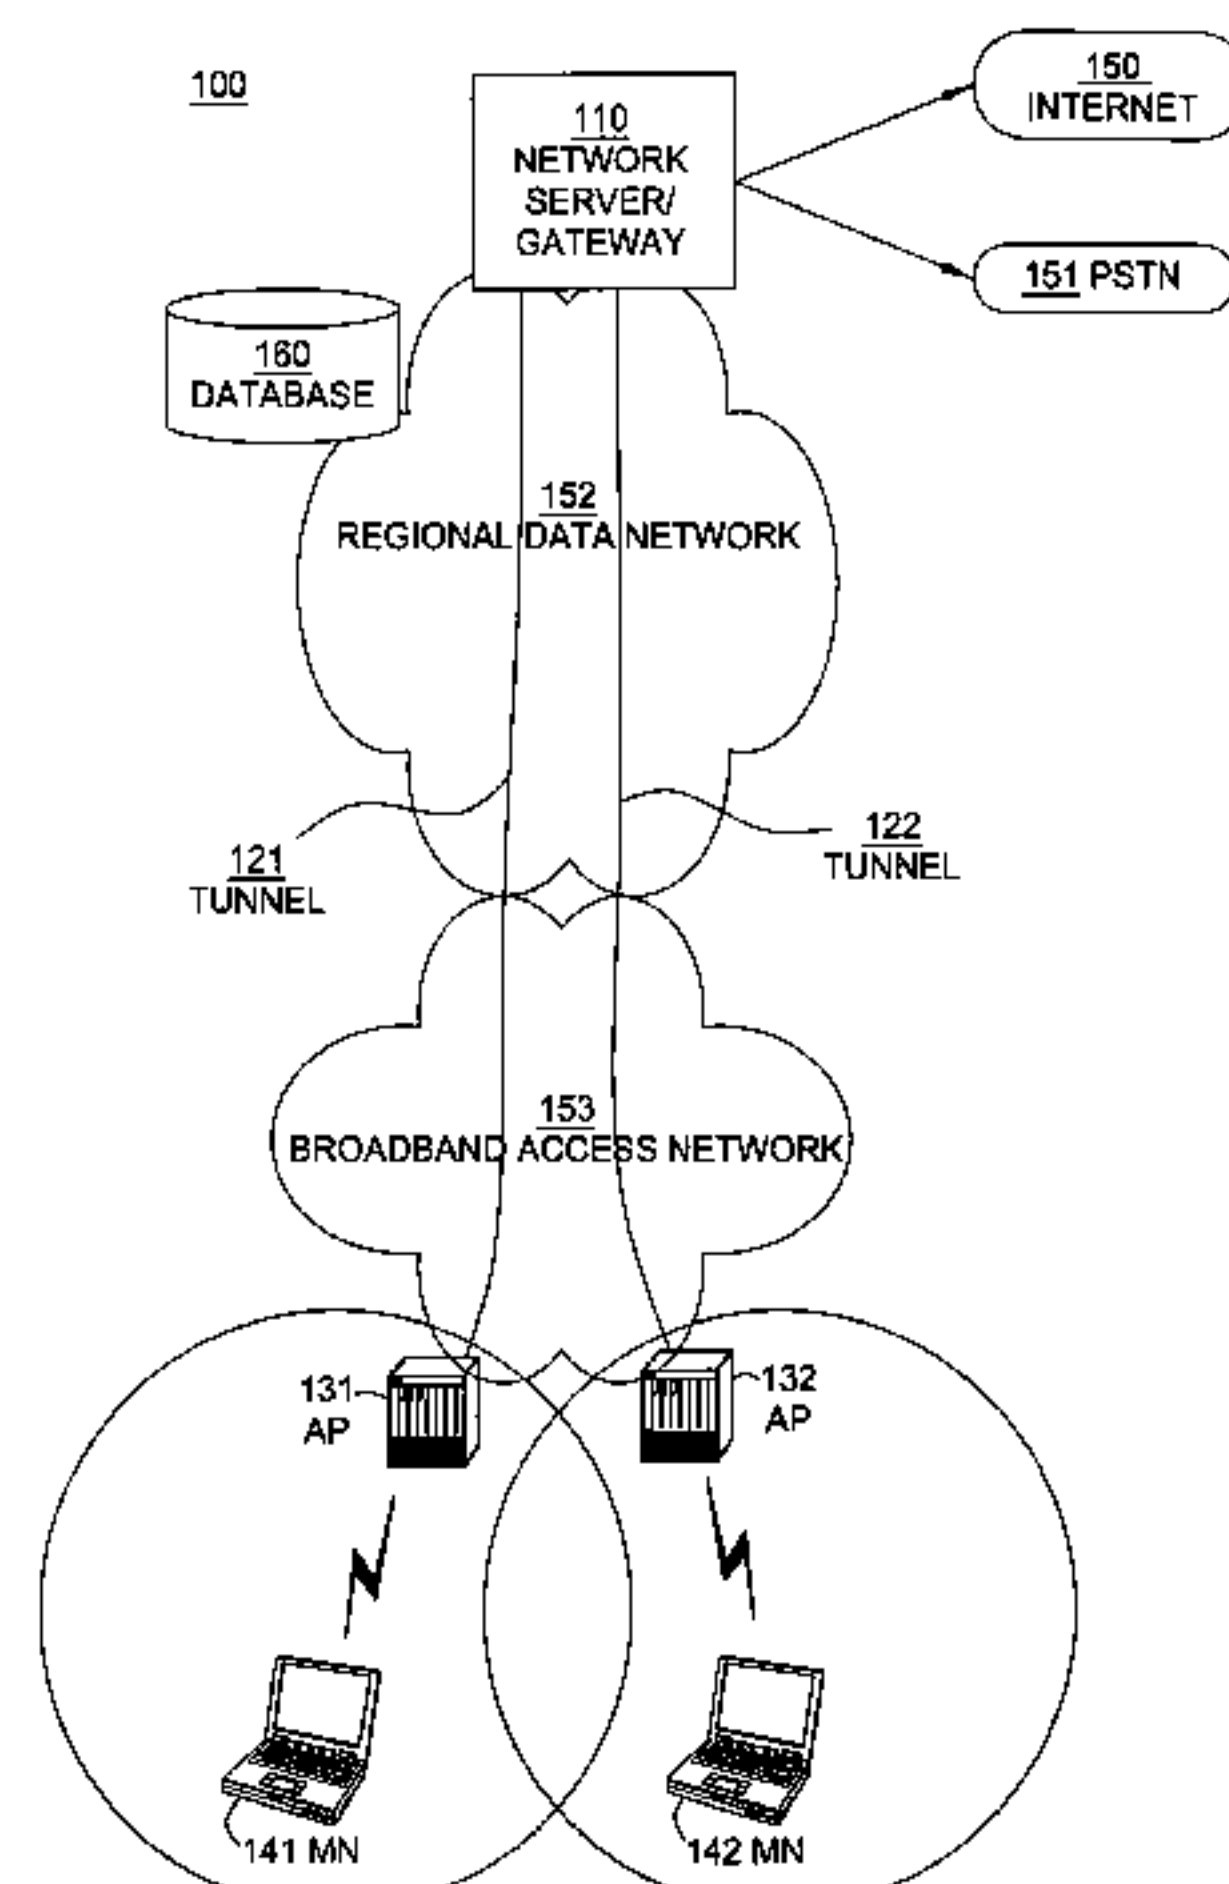 100
110
NETWORK
SERVER/
GATEWAY
150
INTERNET
151 PSTN
160
DATABASE
152
REGIONAL DATA NETWORK
121
TUNNEL
122
TUNNEL
153
BROADBAND ACCESS NETWORK
131
AP
132
AP
141 MN
142 MN